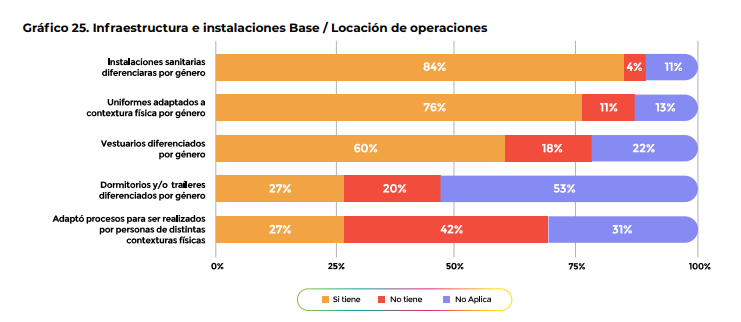 Gráfico 25. Infraestructura e instalaciones Base / Locación de operaciones
Instalaciones sanitarias
diferenciaras por género
84%
4%
11%
Uniformes adaptados a
contextura física por género
76%
11%
13%
Vestuarios diferenciados
por género
60%
18%
22%
Dormitorios y/o traileres
diferenciados por género
27%
20%
53%
Adaptó procesos para ser realizados
por personas de distintas
contexturas físicas
27%
42%
31%
0%
25%
50%
75%
100%
Si tiene
No tiene
No Aplica